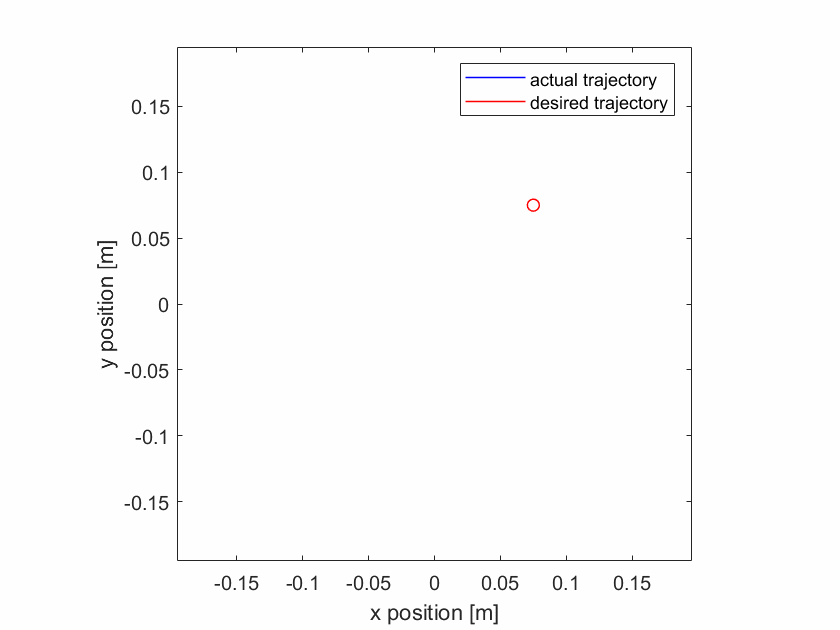 actual trajectory
desired trajectory
0.15
0.1
0.05
0
-0.05
-0.1
-0.15
y position [m]
-0.15 -0.1 -0.05 0 0.05 0.1 0.15
x position [m]